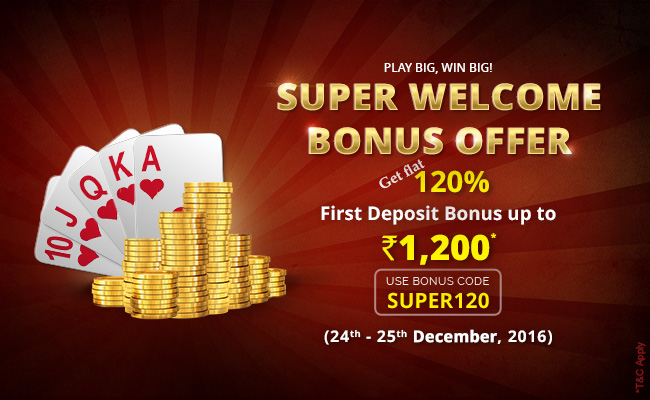 PLAY BIG, WIN BIG!
SUPER WELCOME
BONUS OFFER
Get flat
120%
First Deposit Bonus up to
₹1,200*
USE BONUS CODE
SUPER120
(24th - 25th December, 2016)
*T&C Apply
A
K
Q
J
10